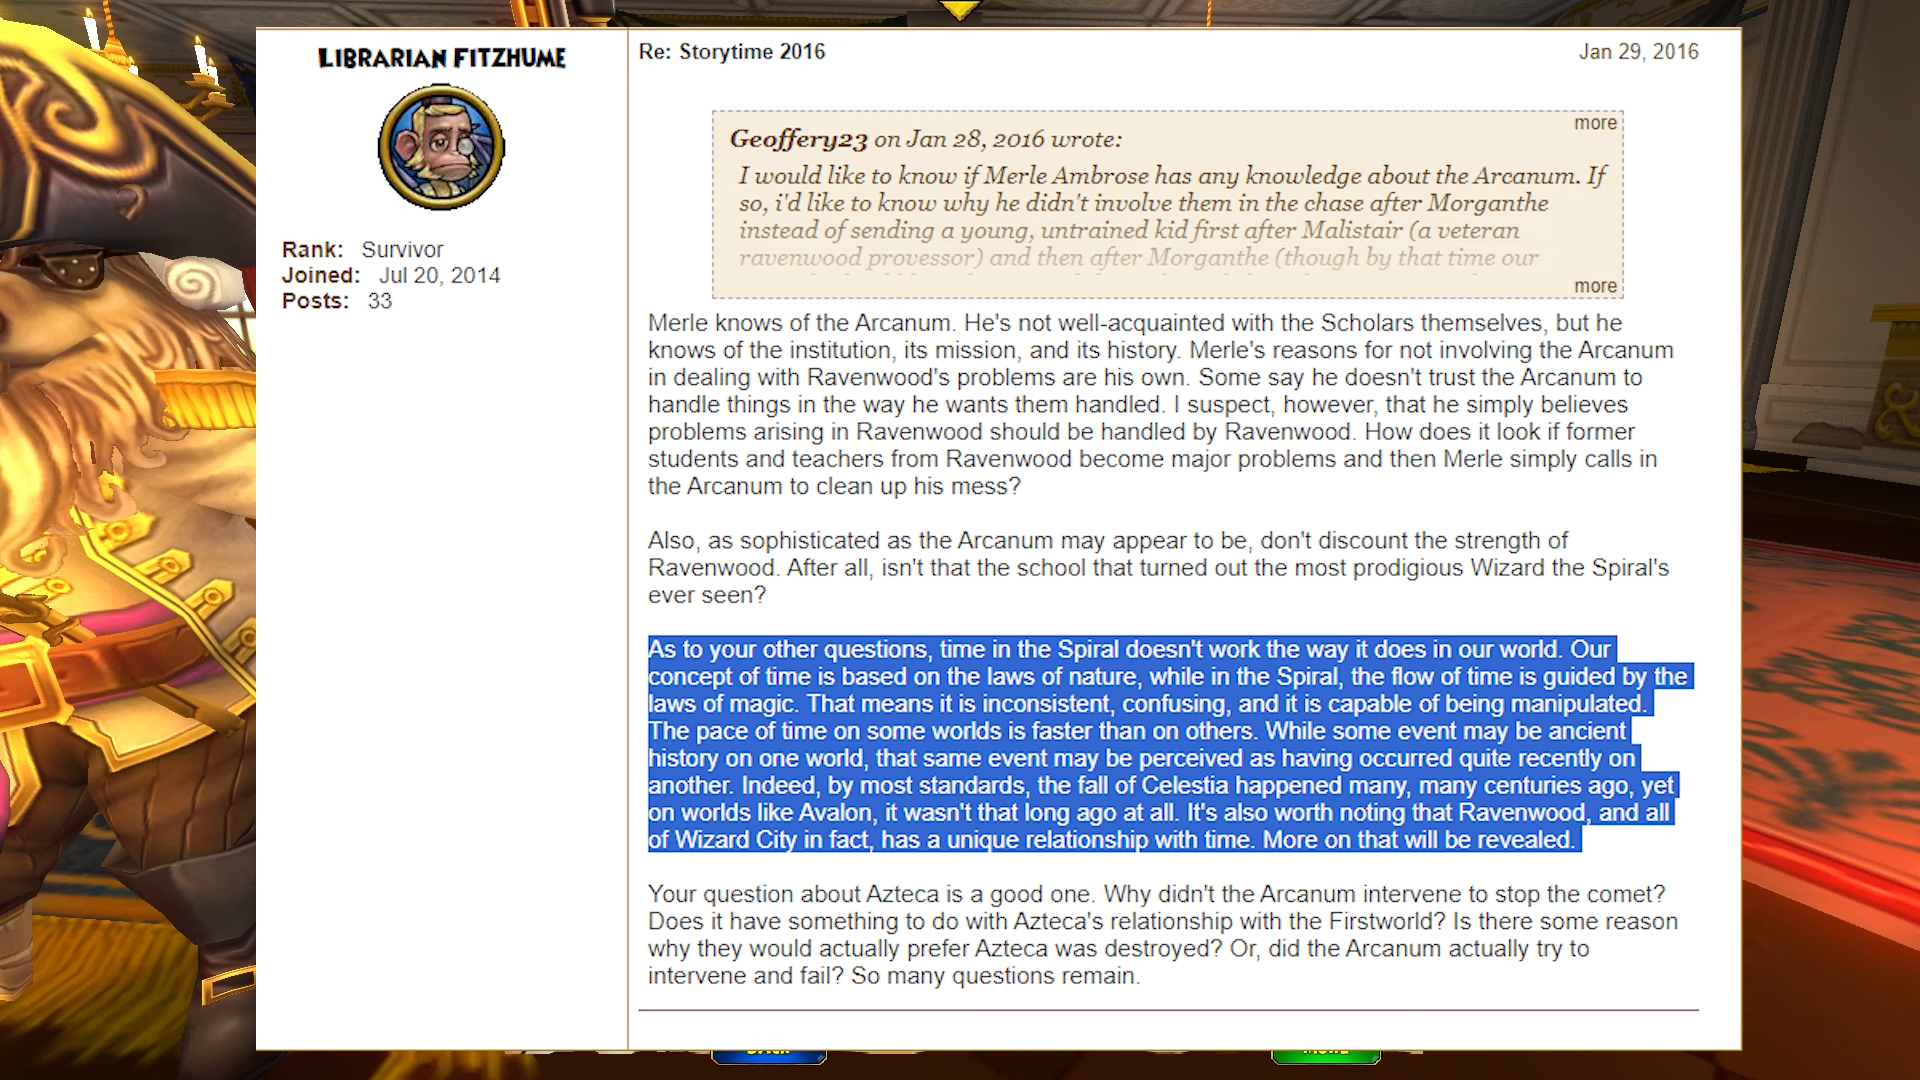 LIBRARIAN FITZHUME
Rank: Survivor
Joined: Jul 20, 2014
Posts: 33
Re: Storytime 2016
Jan 29, 2016
more
Geoffery23 on Jan 28, 2016 wrote:
I would like to know if Merle Ambrose has any knowledge about the Arcanum. If
so, i'd like to know why he didn't involve them in the chase after Morganthe
instead of sending a young, untrained kid first after Malistair (a veteran
ravenwood provessor) and then after Morganthe (though by that time our
more
Merle knows of the Arcanum. He's not well-acquainted with the Scholars themselves, but he
knows of the institution, its mission, and its history. Merle's reasons for not involving the Arcanum
in dealing with Ravenwood's problems are his own. Some say he doesn't trust the Arcanum to
handle things in the way he wants them handled. I suspect, however, that he simply believes
problems arising in Ravenwood should be handled by Ravenwood. How does it look if former
students and teachers from Ravenwood become major problems and then Merle simply calls in
the Arcanum to clean up his mess?
Also, as sophisticated as the Arcanum may appear to be, don't discount the strength of
Ravenwood. After all, isn't that the school that turned out the most prodigious Wizard the Spiral's
ever seen?
As to your other questions, time in the Spiral doesn't work the way it does in our world. Our
concept of time is based on the laws of nature, while in the Spiral, the flow of time is guided by the
laws of magic. That means it is inconsistent, confusing, and it is capable of being manipulated.
The pace of time on some worlds is faster than on others. While some event may be ancient
history on one world, that same event may be perceived as having occurred quite recently on
another. Indeed, by most standards, the fall of Celestia happened many, many centuries ago, yet
on worlds like Avalon, it wasn't that long ago at all. It's also worth noting that Ravenwood, and all
of Wizard City in fact, has a unique relationship with time. More on that will be revealed.
Your question about Azteca is a good one. Why didn't the Arcanum intervene to stop the comet?
Does it have something to do with Azteca's relationship with the Firstworld? Is there some reason
why they would actually prefer Azteca was destroyed? Or, did the Arcanum actually try to
intervene and fail? So many questions remain.